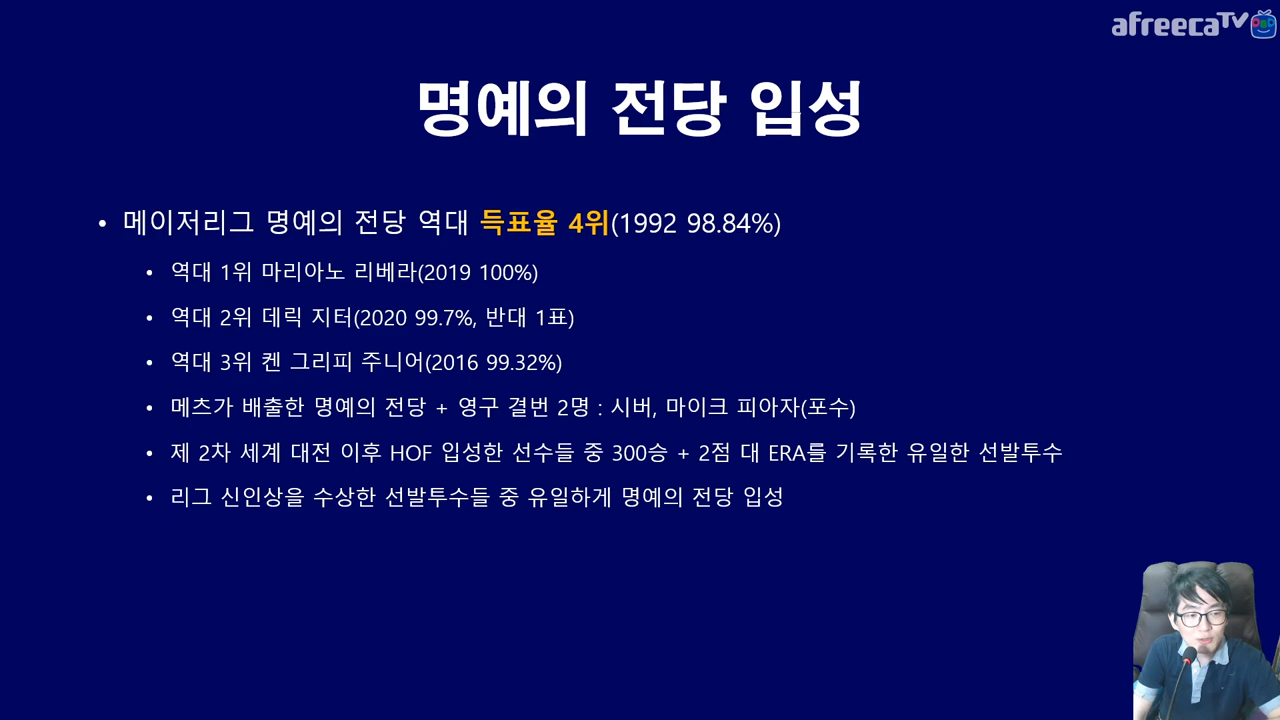 afreecaTV
명예의 전당 입성
• 메이저리그 명예의 전당 역대 득표율 4위(1992 98.84%)
• 역대 1위 마리아노 리베라(2019 100%)
• 역대 2위 데릭 지터(2020 99.7%, 반대 1표)
• 역대 3위 켄 그리피 주니어(2016 99.32%)
• 메츠가 배출한 명예의 전당 + 영구 결번 2명 : 시버, 마이크 피아자(포수)
• 제 2차 세계 대전 이후 HOF 입성한 선수들 중 300승 + 2점 대 ERA를 기록한 유일한 선발투수
• 리그 신인상을 수상한 선발투수들 중 유일하게 명예의 전당 입성